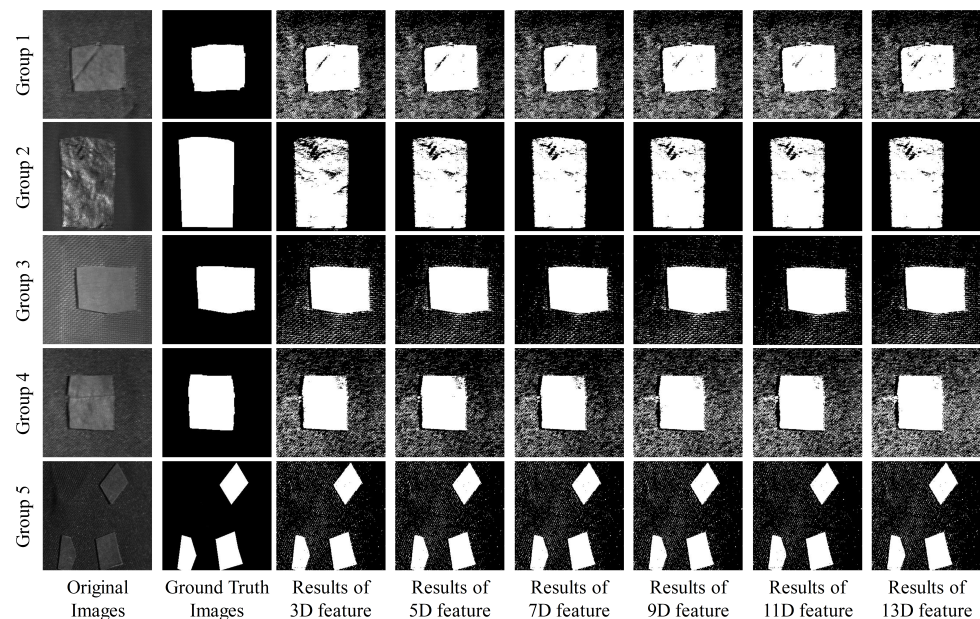 Group 1
Group 2
Group 3
Group 4
Group 5
Original Images
Ground Truth Images
Results of 3D feature
Results of 5D feature
Results of 7D feature
Results of 9D feature
Results of 11D feature
Results of 13D feature